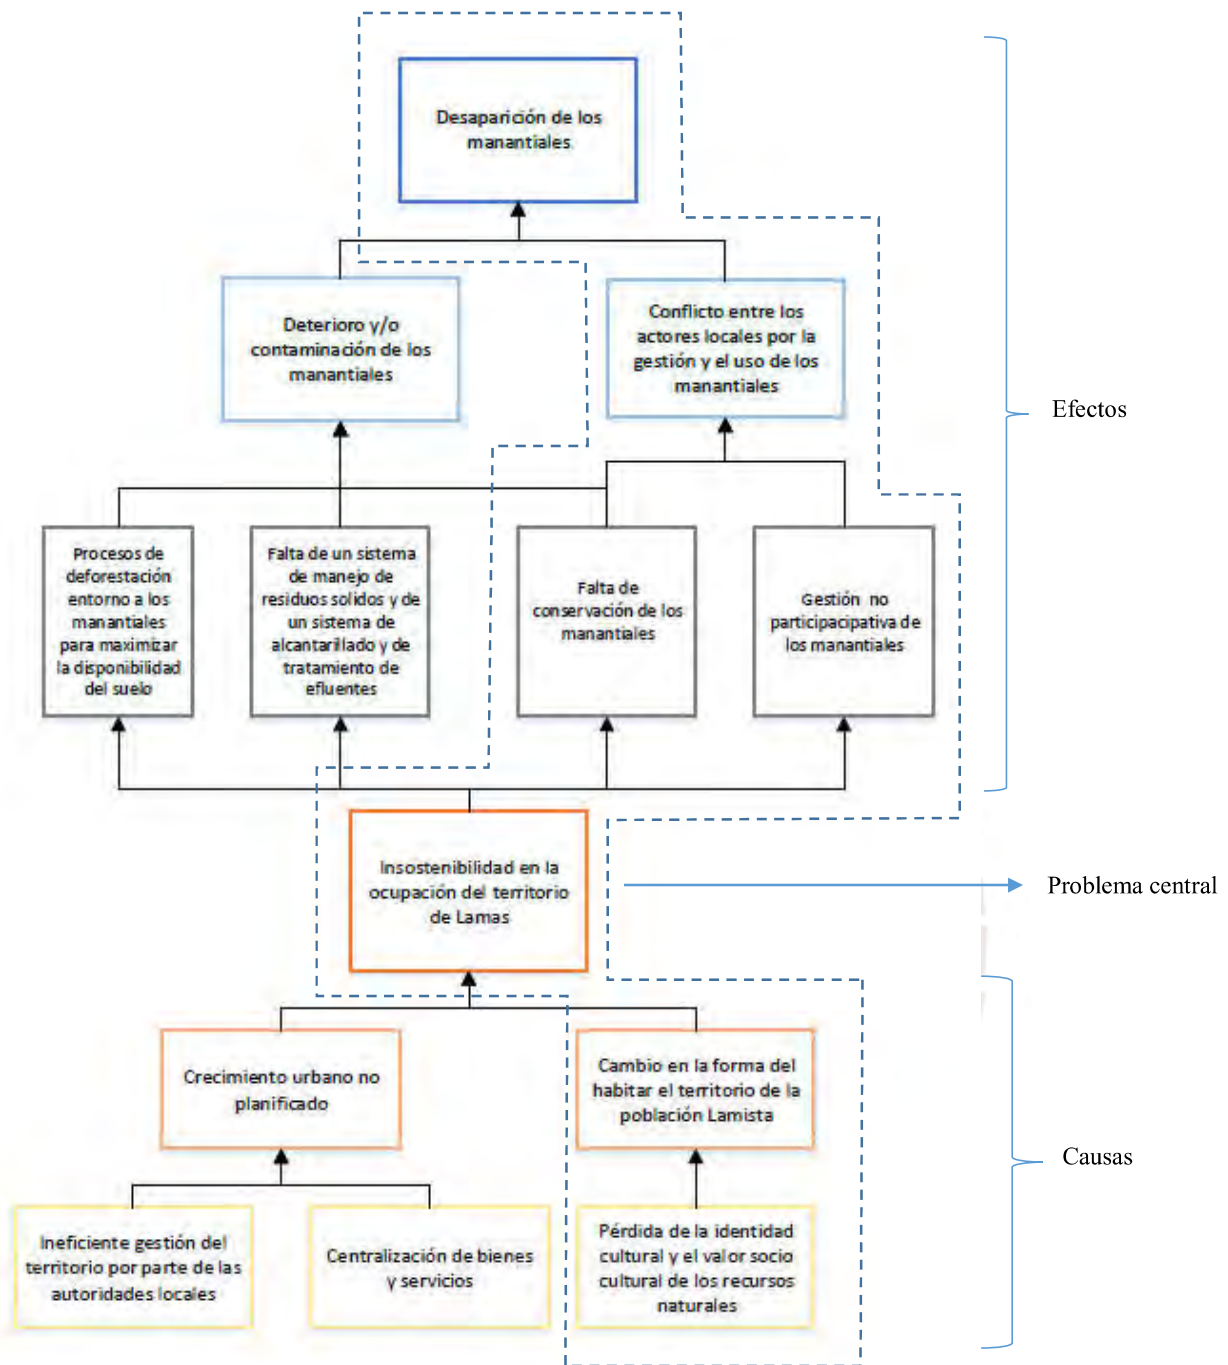 Desaparición de los
manantiales.
Deterioro y/o
contaminación de los
manantiales
Conflicto entre los
actores locales por la
gestión y el uso de los
manantiales
Efectos
Procesos de
deforestación
entorno a los
manantiales
para maximizar
la disponibilidad
del suelo
Falta de un sistema
de manejo de
residuos solidos y de
un sistema de
alcantarillado y de
tratamiento de
efluentes
Falta de
conservación de los
manantiales
Gestión no
participacipativa de
los manantiales
Insostenibilidad en la
ocupación del territorio
de Lamas
Problema central
Crecimiento urbano no
planificado
Cambio en la forma del
habitar el territorio de la
población Lamista
Causas
Ineficiente gestión del
territorio por parte de las
autoridades locales
Centralización de bienes
y servicios
Pérdida de la identidad
cultural y el valor socio
cultural de los recursos
naturales